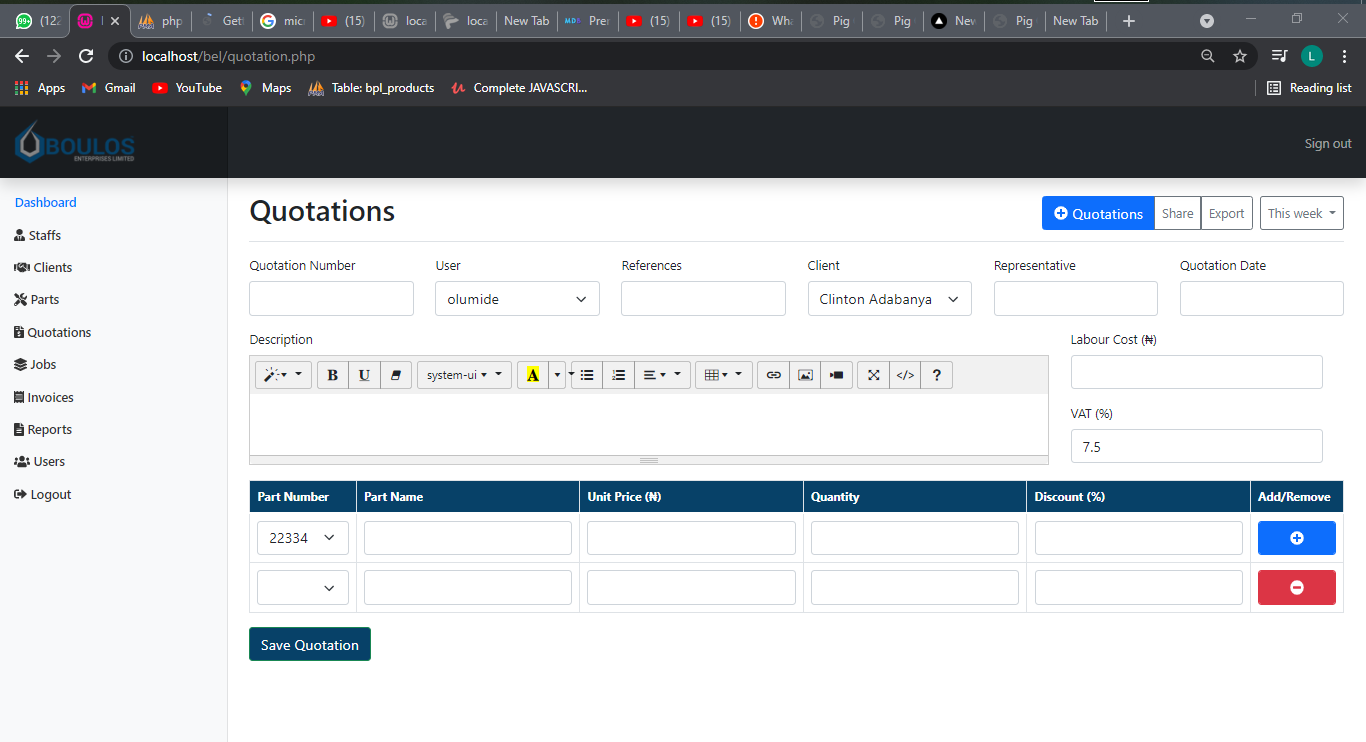 99+ (122
php
Gett
mic
(15)
loca
loca
New Tab
MD5 Prer
(15)
(15)
Wha
Pig
Pig
Nev
Pig
New Tab
localhost/bel/quotation.php
L
Apps
Gmail
YouTube
Maps
Table: bpl_products
Complete JAVASCRI...
Reading list
BOULOS
ENTERPRISES LIMITED
Sign out
Dashboard
Staffs
Clients
Parts
Quotations
Jobs
Invoices
Reports
Users
Logout
Quotations
Quotations
Share
Export
This week
Quotation Number
User
References
Client
Representative
Quotation Date
olumide
Clinton Adabanya
Description
Labour Cost (₦)
B U system-ui A </> ?
VAT (%)
7.5
Part Number
Part Name
Unit Price (₦)
Quantity
Discount (%)
Add/Remove
22334
Save Quotation